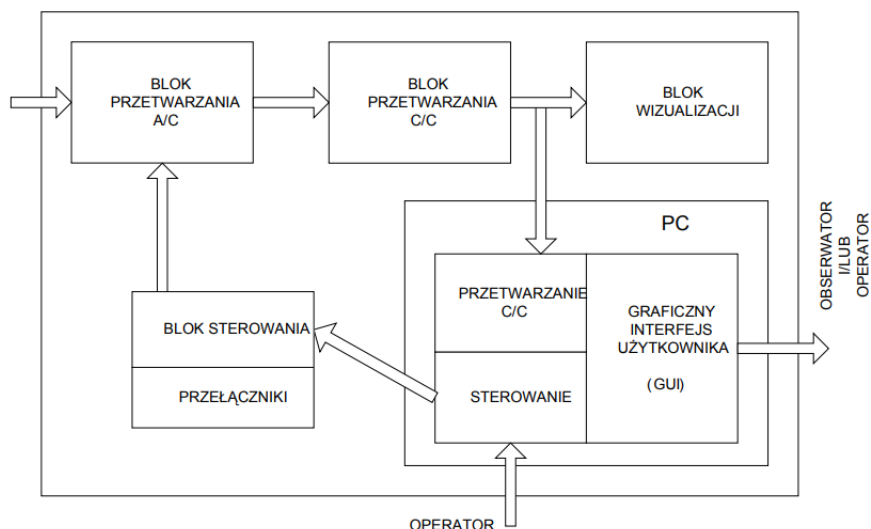 BLOK
PRZETWARZANIA
A/C
BLOK
PRZETWARZANIA
C/C
BLOK
WIZUALIZACJI
PC
PRZETWARZANIE
C/C
GRAFICZNY
INTERFEJS
UŻYTKOWNIKA
(GUI)
BLOK STEROWANIA
PRZEŁĄCZNIKI
STEROWANIE
OBSERWATOR
I/LUB
OPERATOR
OPERATOR